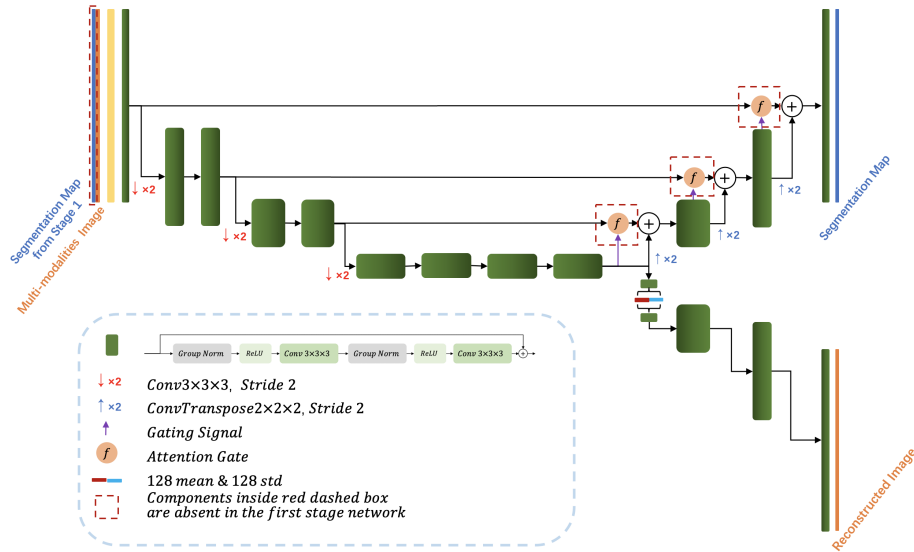 Segmentation Map
from Stage 1
Multi-modalities Image
↓ ×2
↓ ×2
↓ ×2
f
f
f
↑ ×2
↑ ×2
↑ ×2
Segmentation Map
Reconstructed Image
Group Norm
ReLU
Conv 3×3×3
Group Norm
ReLU
Conv 3×3×3
↓ ×2
Conv3×3×3, Stride 2
↑ ×2
ConvTranspose2×2×2, Stride 2
Gating Signal
f
Attention Gate
128 mean & 128 std
Components inside red dashed box
are absent in the first stage network